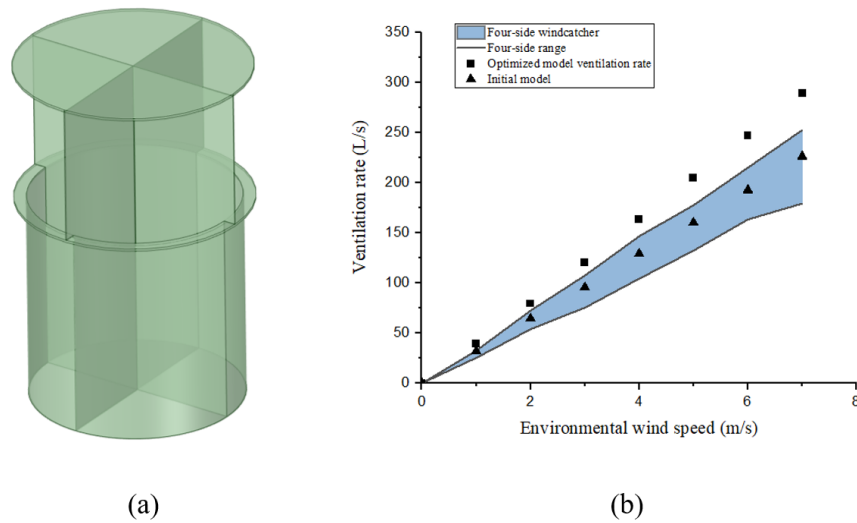 350
300
250
200
150
100
50
0
Ventilation rate (L/s)
Four-side windcatcher
Four-side range
Optimized model ventilation rate
Initial model
0 2 4 6 8
Environmental wind speed (m/s)
(a) (b)